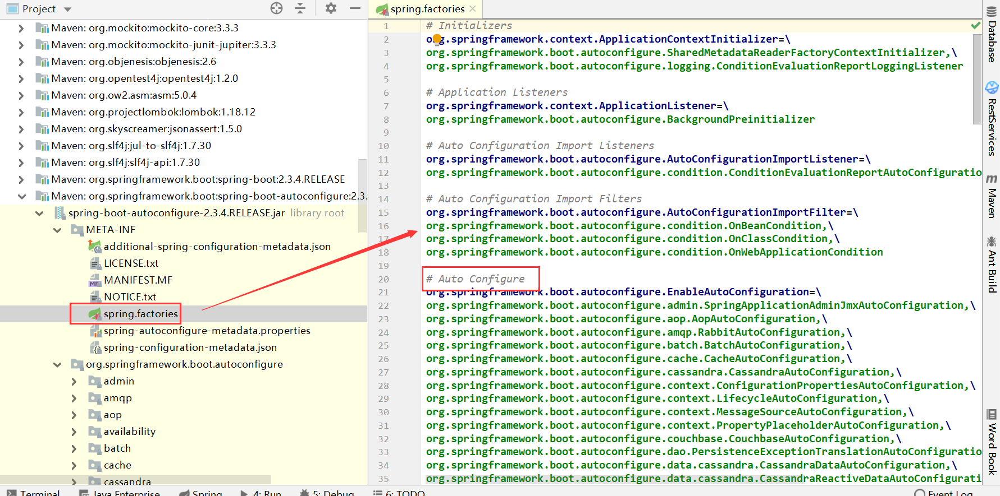 Project
Maven: org.mockito:mockito-core:3.3.3
Maven: org.mockito:mockito-junit-jupiter:3.3.3
Maven: org.objenesis:objenesis:2.6
Maven: org.opentest4j:opentest4j:1.2.0
Maven: org.ow2.asm:asm:5.0.4
Maven: org.projectlombok:lombok:1.18.12
Maven: org.skyscreamer:jsonassert:1.5.0
Maven: org.slf4j:jul-to-slf4j:1.7.30
Maven: org.slf4j:slf4j-api:1.7.30
Maven: org.springframework.boot:spring-boot:2.3.4.RELEASE
Maven: org.springframework.boot:spring-boot-autoconfigure:2.3.
spring-boot-autoconfigure-2.3.4.RELEASE.jar library root
META-INF
additional-spring-configuration-metadata.json
LICENSE.txt
MF MANIFEST.MF
NOTICE.txt
spring.factories
spring-autoconfigure-metadata.properties
spring-configuration-metadata.json
org.springframework.boot.autoconfigure
admin
amqp
aop
availability
batch
cache
cassandra
spring.factories
1 # Initializers
2 org.springframework.context.ApplicationContextInitializer=\
3 org.springframework.boot.autoconfigure.SharedMetadataReaderFactoryContextInitializer,\
4 org.springframework.boot.autoconfigure.logging.ConditionEvaluationReportLoggingListener
5
6 # Application Listeners
7 org.springframework.context.ApplicationListener=\
8 org.springframework.boot.autoconfigure.BackgroundPreinitializer
9
10 # Auto Configuration Import Listeners
11 org.springframework.boot.autoconfigure.AutoConfigurationImportListener=\
12 org.springframework.boot.autoconfigure.condition.ConditionEvaluationReportAutoConfiguratio
13
14 # Auto Configuration Import Filters
15 org.springframework.boot.autoconfigure.AutoConfigurationImportFilter=\
16 org.springframework.boot.autoconfigure.condition.OnBeanCondition,\
17 org.springframework.boot.autoconfigure.condition.OnClassCondition,\
18 org.springframework.boot.autoconfigure.condition.OnWebApplicationCondition
19
20 # Auto Configure
21 org.springframework.boot.autoconfigure.EnableAutoConfiguration=\
22 org.springframework.boot.autoconfigure.admin.SpringApplicationAdminJmxAutoConfiguration,\
23 org.springframework.boot.autoconfigure.aop.AopAutoConfiguration,\
24 org.springframework.boot.autoconfigure.amqp.RabbitAutoConfiguration,\
25 org.springframework.boot.autoconfigure.batch.BatchAutoConfiguration,\
26 org.springframework.boot.autoconfigure.cache.CacheAutoConfiguration,\
27 org.springframework.boot.autoconfigure.cassandra.CassandraAutoConfiguration,\
28 org.springframework.boot.autoconfigure.context.ConfigurationPropertiesAutoConfiguration,\
29 org.springframework.boot.autoconfigure.context.LifecycleAutoConfiguration,\
30 org.springframework.boot.autoconfigure.context.MessageSourceAutoConfiguration,\
31 org.springframework.boot.autoconfigure.context.PropertyPlaceholderAutoConfiguration,\
32 org.springframework.boot.autoconfigure.couchbase.CouchbaseAutoConfiguration,\
33 org.springframework.boot.autoconfigure.dao.PersistenceExceptionTranslationAutoConfiguratio
34 org.springframework.boot.autoconfigure.data.cassandra.CassandraDataAutoConfiguration,\
35 org.springframework.boot.autoconfigure.data.cassandra.CassandraReactiveDataAutoConfigurati
Database
RestServices
m Maven
Ant Build
Word Book
Terminal
Java Enterprise
Spring
4: Run
5: Debug
6: TODO
Event Log